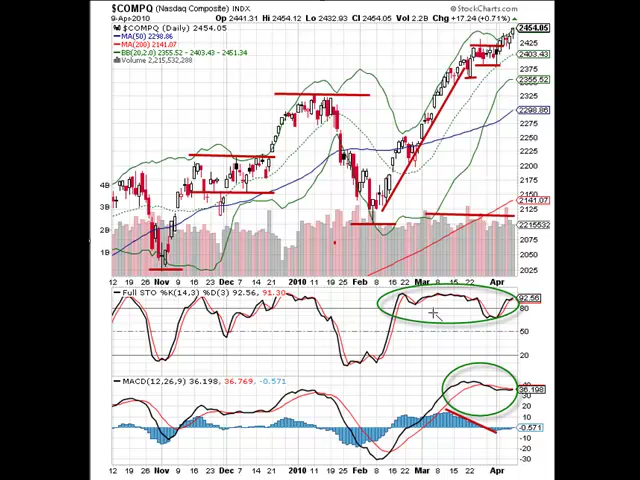 $COMPQ (Nasdaq Composite) INDX © StockCharts.com
9-Apr-2010 Op 2441.31 Hi 2454.12 Lo 2432.93 Cl 2454.05 Vol 2.2B Chg +17.24 (+0.71%)
$COMPQ (Daily) 2454.05
MA(50) 2298.86
MA(200) 2141.07
BB(20,2.0) 2355.52 - 2403.43 - 2451.34
Volume 2,215,532,288
2454.05
2425
2403.43
2375
2355.52
2325
2298.86
2275
2250
2225
2200
2175
2150
2141.07
2125
2100
2075
2050
2025
4B
3B
2B
1B
12 19 26 Nov 9 16 23 Dec 7 14 21 2010 11 19 25 Feb 8 16 22 Mar 8 15 22 Apr
Full STO %K(14,3) %D(3) 92.56, 91.30
92.56
80
50
20
MACD(12,26,9) 36.198, 36.769, -0.571
36.198
30
20
10
-0.571
-10
-20
-30
12 19 26 Nov 9 16 23 Dec 7 14 21 2010 11 19 25 Feb 8 16 22 Mar 8 15 22 Apr